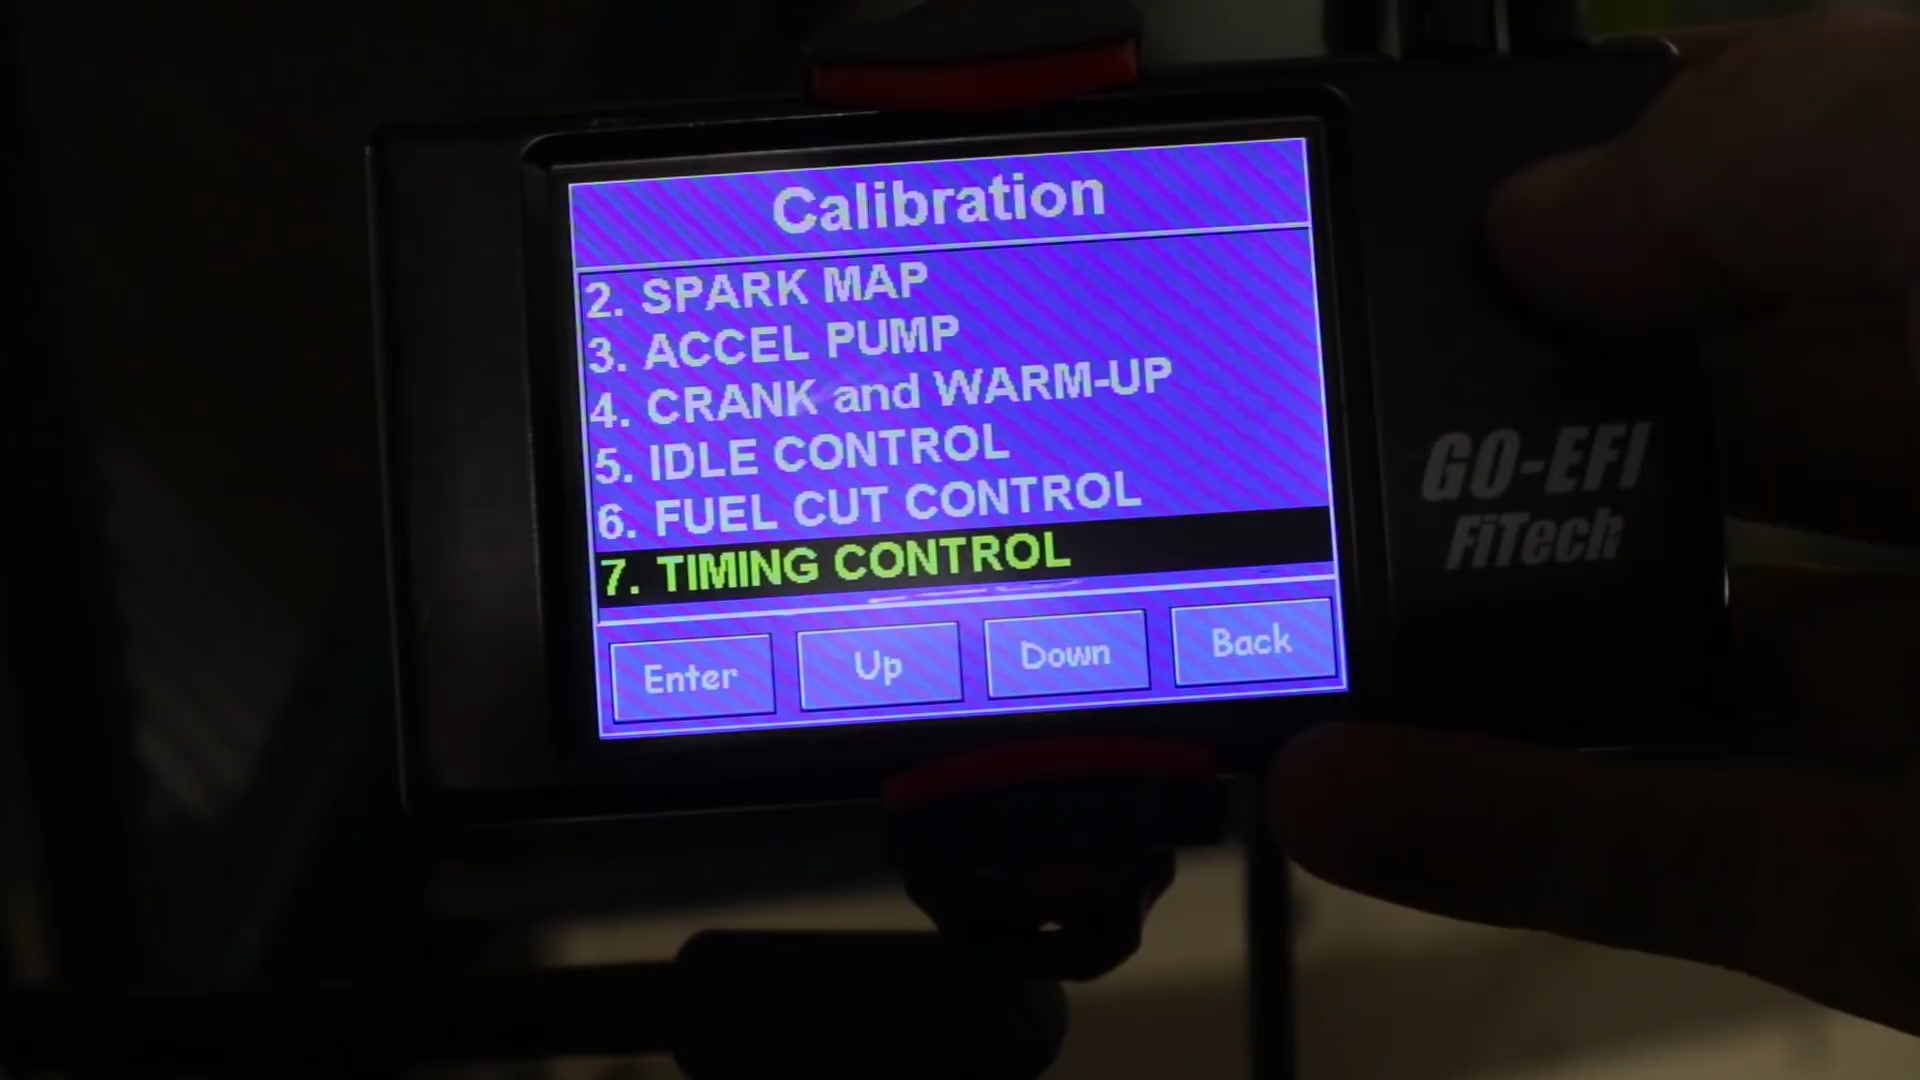 Calibration
2. SPARK MAP
3. ACCEL PUMP
4. CRANK and WARM-UP
5. IDLE CONTROL
6. FUEL CUT CONTROL
7. TIMING CONTROL
Enter Up Down Back
GO-EFI
FiTech